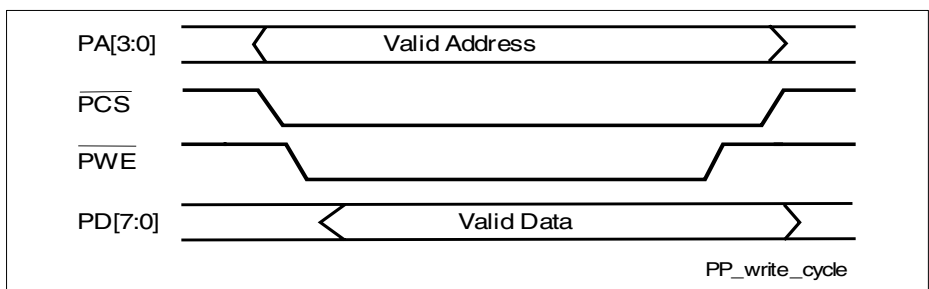 PA[3:0] Valid Address
PCS
PWE
PD[7:0] Valid Data
PP_write_cycle